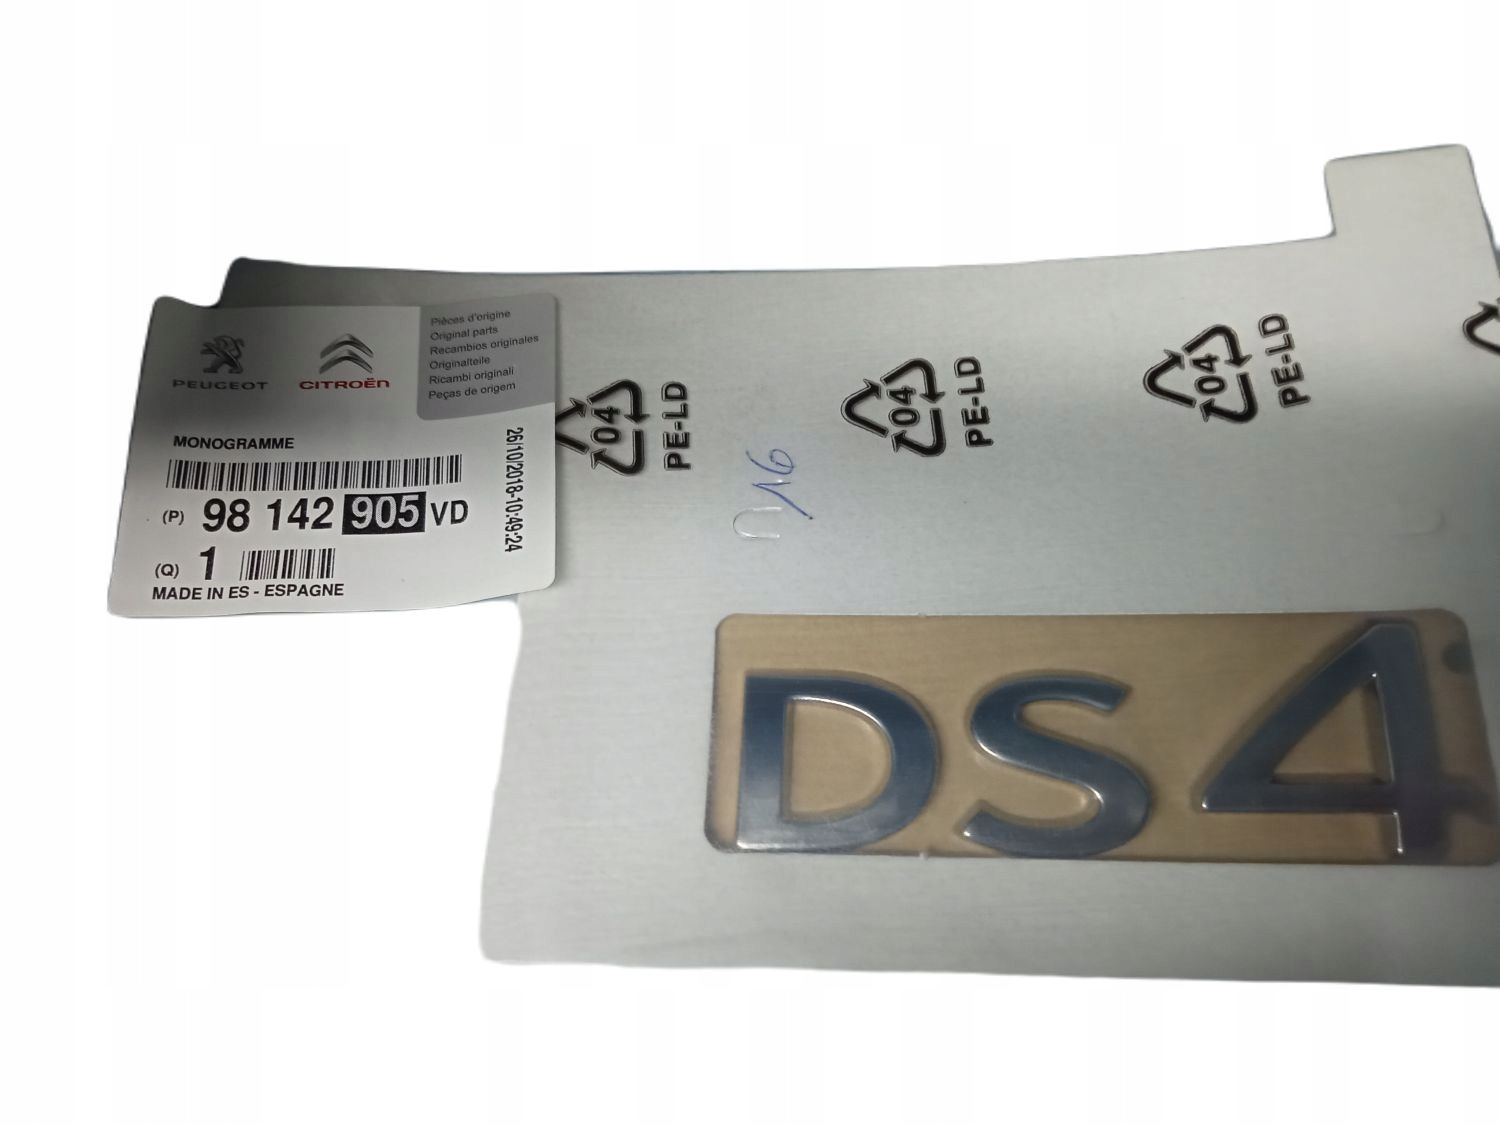 PEUGEOT
CITROËN
Pièces d'origine
Original parts
Recambios originales
Originalteile
Ricambi originali
Peças de origem
MONOGRAMME
(P) 98 142 905 VD
(Q) 1
MADE IN ES - ESPAGNE
26/10/2018-10:49:24
04
PE-LD
04
PE-LD
04
PE-LD
DS4